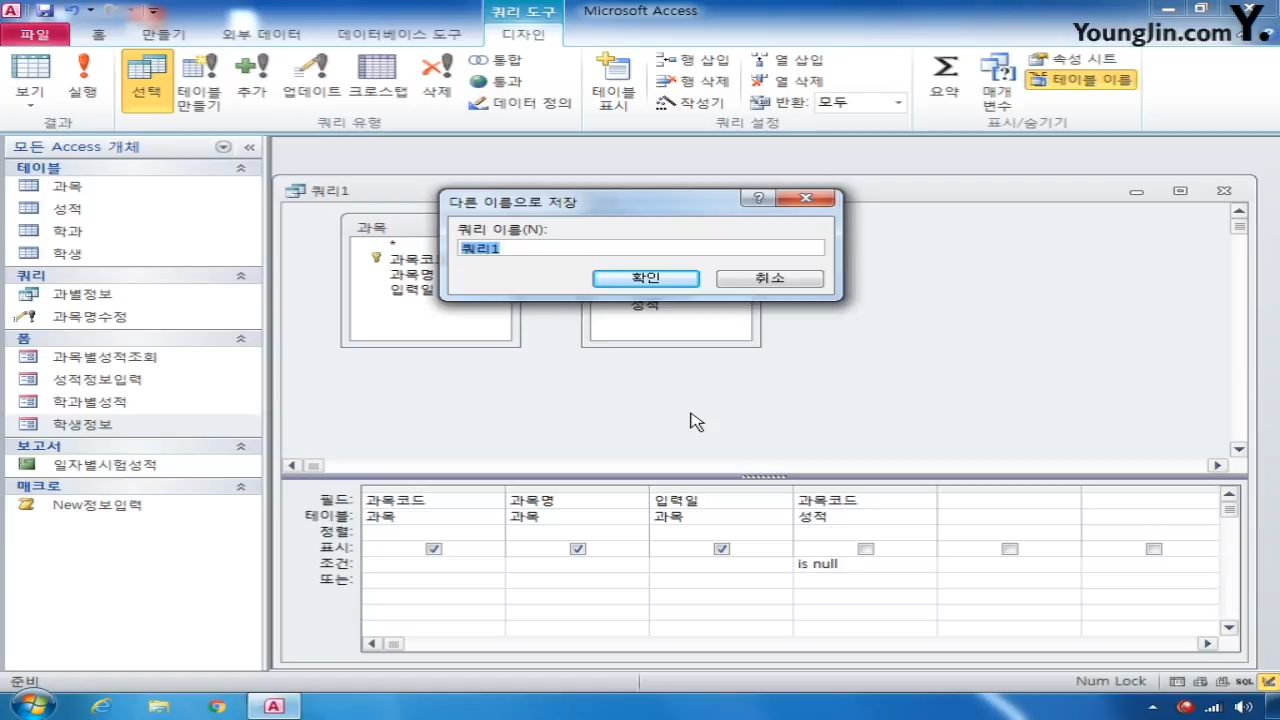 쿼리 도구
Microsoft Access
YoungJin.com Y.
파일
홈
만들기
외부 데이터
데이터베이스 도구
디자인
보기
실행
선택
테이블
만들기
추가
업데이트
크로스탭
삭제
통합
통과
데이터 정의
테이블
표시
행 삽입
행 삭제
작성기
열 삽입
열 삭제
반환: 모두
요약
매개
변수
속성 시트
테이블 이름
결과
쿼리 유형
쿼리 설정
표시/숨기기
모든 Access 개체
테이블
과목
성적
학과
학생
쿼리
과별정보
과목명수정
폼
과목별성적조회
성적정보입력
학과별성적
학생정보
보고서
일자별시험성적
매크로
New정보입력
쿼리1
다른 이름으로 저장
쿼리 이름(N):
쿼리1
확인
취소
과목
*
과목코드
과목명
입력일
성적
필드: 과목코드 과목명 입력일 과목코드
테이블: 과목 과목 과목 성적
정렬:
표시:
조건: is null
또는:
준비
Num Lock
SQL